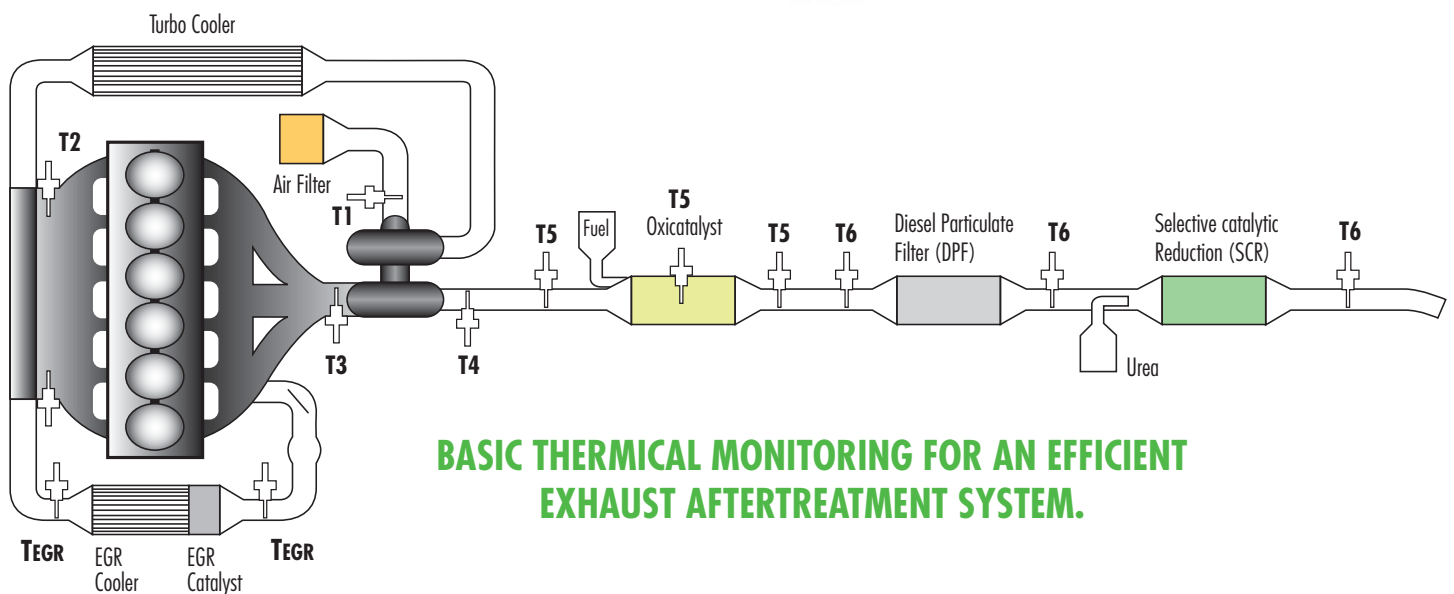 Turbo Cooler
T2
Air Filter
T1
T3
T4
T5
Fuel
T5
Oxicatalyst
T5
T6
Diesel Particulate
Filter (DPF)
T6
Urea
Selective catalytic
Reduction (SCR)
T6
BASIC THERMICAL MONITORING FOR AN EFFICIENT
EXHAUST AFTERTREATMENT SYSTEM.
TEGR
EGR
Cooler
EGR
Catalyst
TEGR